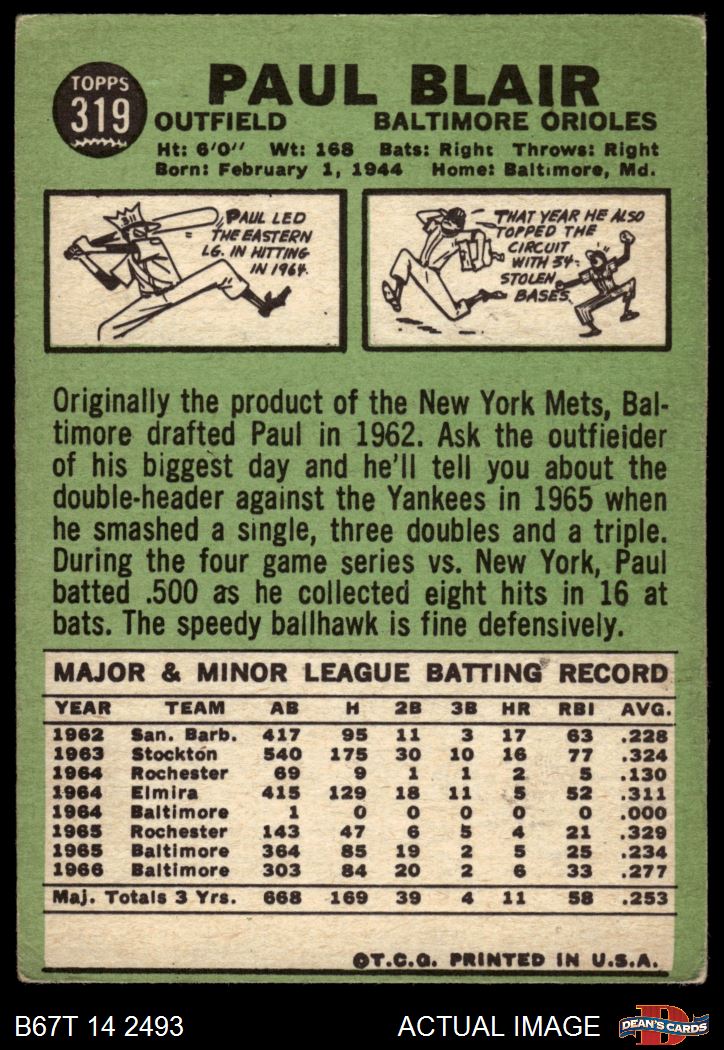 TOPPS
319
PAUL BLAIR
OUTFIELD BALTIMORE ORIOLES
Ht: 6'0" Wt: 168 Bats: Right Throws: Right
Born: February 1, 1944 Home: Baltimore, Md.
PAUL LED
THE EASTERN
LG. IN HITTING
IN 1964.
THAT YEAR HE ALSO
TOPPED THE
CIRCUIT
WITH 34
STOLEN
BASES
Originally the product of the New York Mets, Bal-
timore drafted Paul in 1962. Ask the outfielder
of his biggest day and he'll tell you about the
double-header against the Yankees in 1965 when
he smashed a single, three doubles and a triple.
During the four game series vs. New York, Paul
batted .500 as he collected eight hits in 16 at
bats. The speedy ballhawk is fine defensively.
MAJOR & MINOR LEAGUE BATTING RECORD
YEAR TEAM AB H 2B 3B HR RBI AVG.
1962 San. Barb. 417 95 11 3 17 63 .228
1963 Stockton 540 175 30 10 16 77 .324
1964 Rochester 69 9 1 1 2 5 .130
1964 Elmira 415 129 18 11 5 52 .311
1964 Baltimore 1 0 0 0 0 0 .000
1965 Rochester 143 47 6 5 4 21 .329
1965 Baltimore 364 85 19 2 5 25 .234
1966 Baltimore 303 84 20 2 6 33 .277
Maj. Totals 3 Yrs. 668 169 39 4 11 58 .253
©T.C.G. PRINTED IN U.S.A.
B67T 14 2493 ACTUAL IMAGE
DEAN'S CARDS